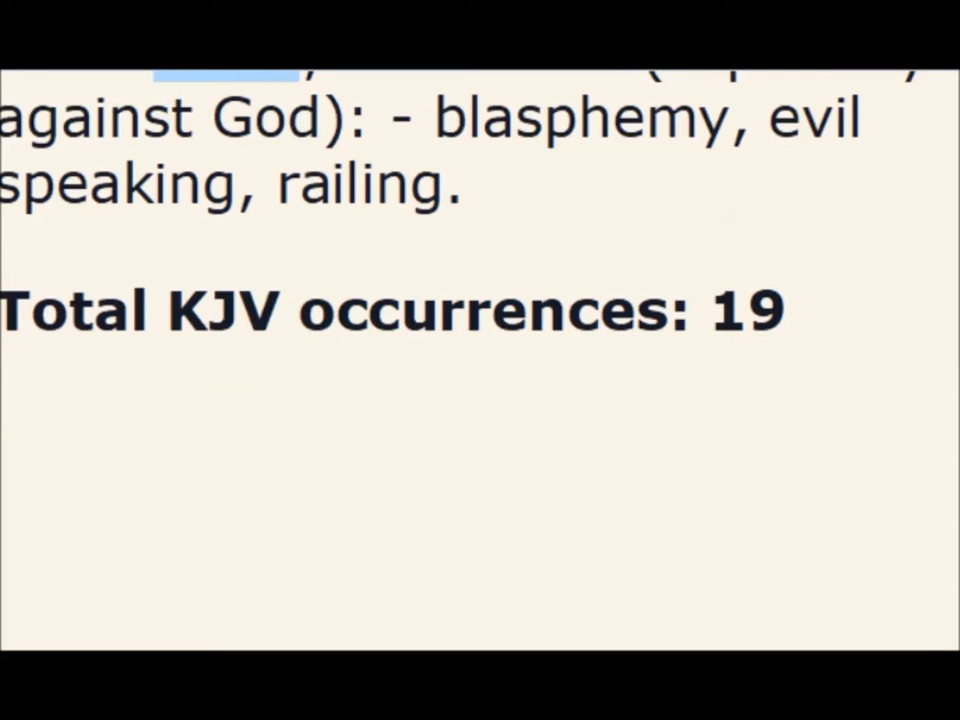 against God): - blasphemy, evil
speaking, railing.
Total KJV occurrences: 19